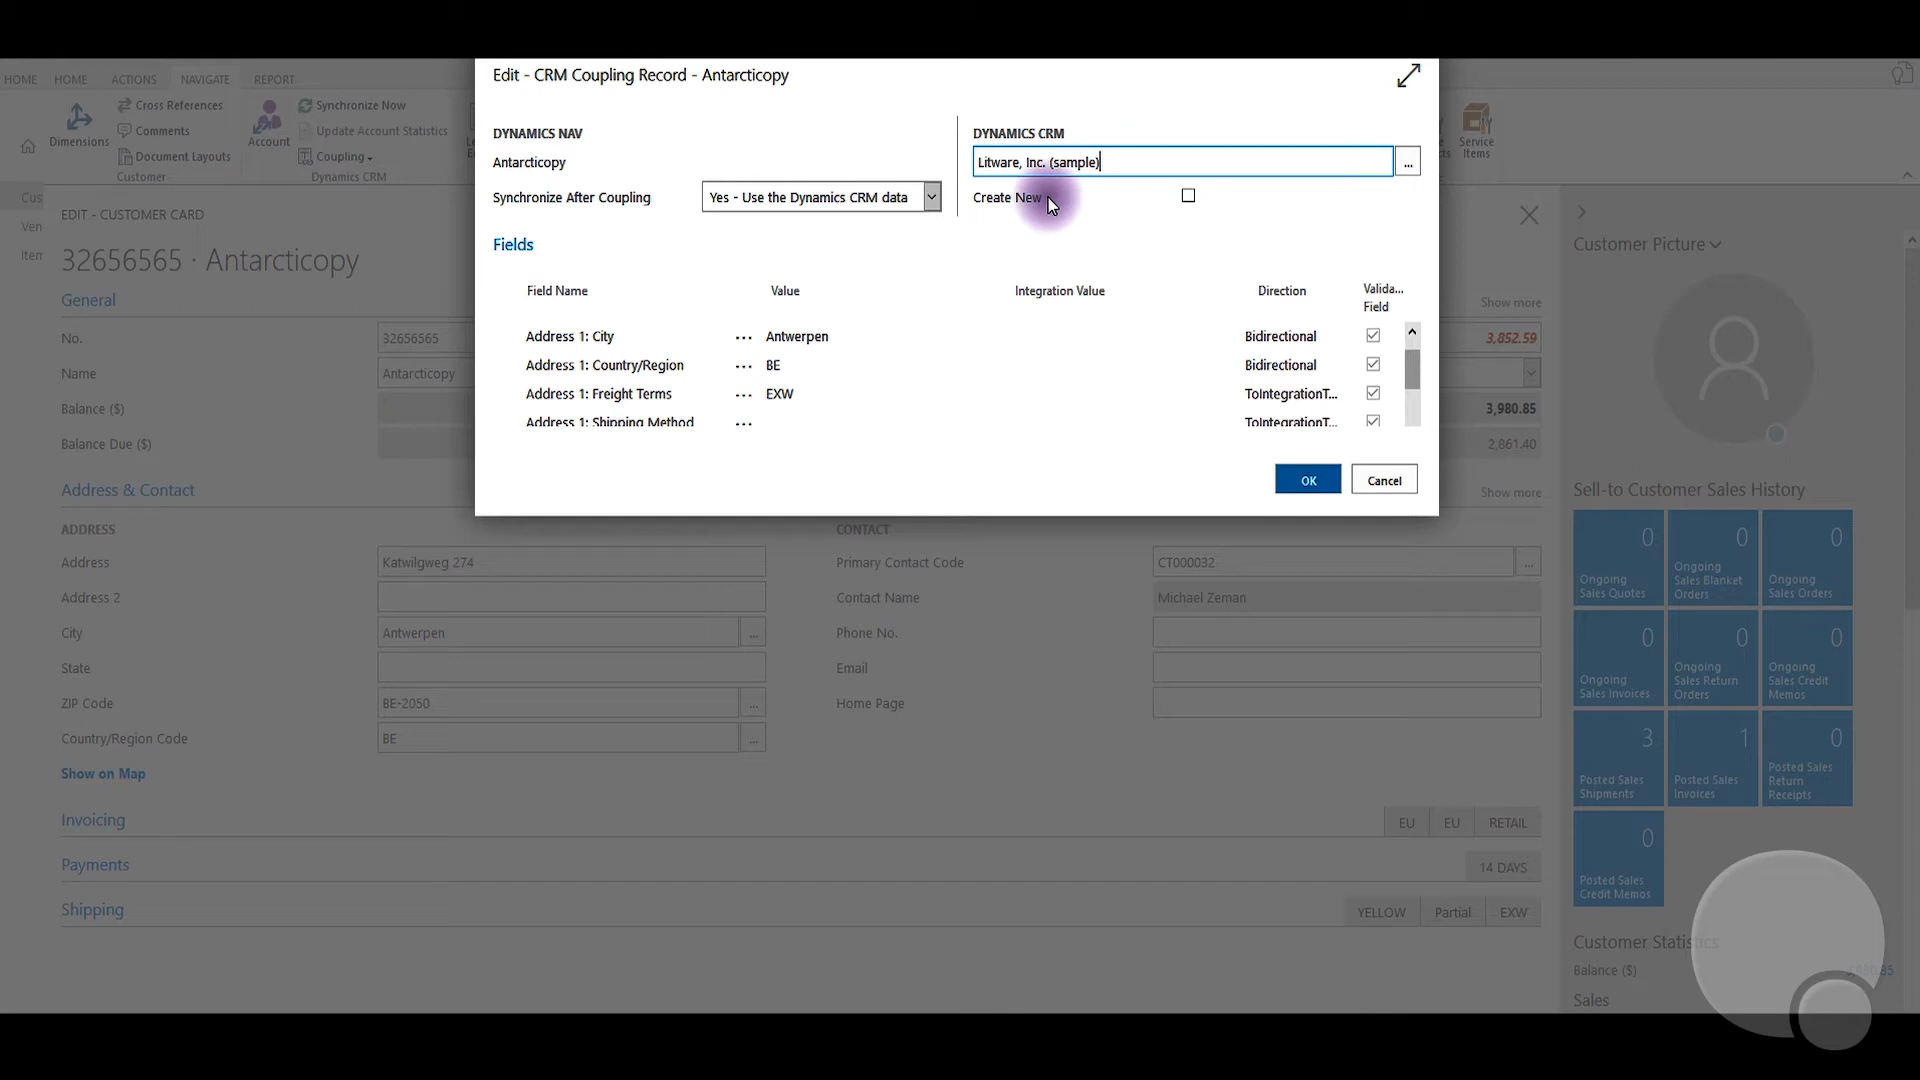 HOME HOME ACTIONS NAVIGATE REPORT
Dimensions
Cross References
Comments
Document Layouts
Customer
Account
Synchronize Now
Update Account Statistics
Coupling
Dynamics CRM
Service
Items
Edit - CRM Coupling Record - Antarcticopy
DYNAMICS NAV
Antarcticopy
Synchronize After Coupling Yes - Use the Dynamics CRM data
DYNAMICS CRM
Litware, Inc. (sample) ...
Create New
Fields
Field Name Value Integration Value Direction Valida... Field
Address 1: City ... Antwerpen Bidirectional
Address 1: Country/Region ... BE Bidirectional
Address 1: Freight Terms ... EXW ToIntegrationT...
Address 1: Shipping Method ... ToIntegrationT...
OK Cancel
EDIT - CUSTOMER CARD
32656565 · Antarcticopy
General Show more
No. 32656565 3,852.59
Name Antarcticopy
Balance ($) 3,980.85
Balance Due ($) 2,861.40
Address & Contact Show more
ADDRESS
Address Katwilgweg 274
Address 2
City Antwerpen ...
State
ZIP Code BE-2050 ...
Country/Region Code BE ...
Show on Map
CONTACT
Primary Contact Code CT000032 ...
Contact Name Michael Zeman
Phone No.
Email
Home Page
Invoicing EU EU RETAIL
Payments 14 DAYS
Shipping YELLOW Partial EXW
Customer Picture
Sell-to Customer Sales History
0
Ongoing
Sales Quotes
0
Ongoing
Sales Blanket
Orders
0
Ongoing
Sales Orders
0
Ongoing
Sales Invoices
0
Ongoing
Sales Return
Orders
0
Ongoing
Sales Credit
Memos
3
Posted Sales
Shipments
1
Posted Sales
Invoices
0
Posted Sales
Return
Receipts
0
Posted Sales
Credit Memos
Customer Statistics
Balance ($)
Sales